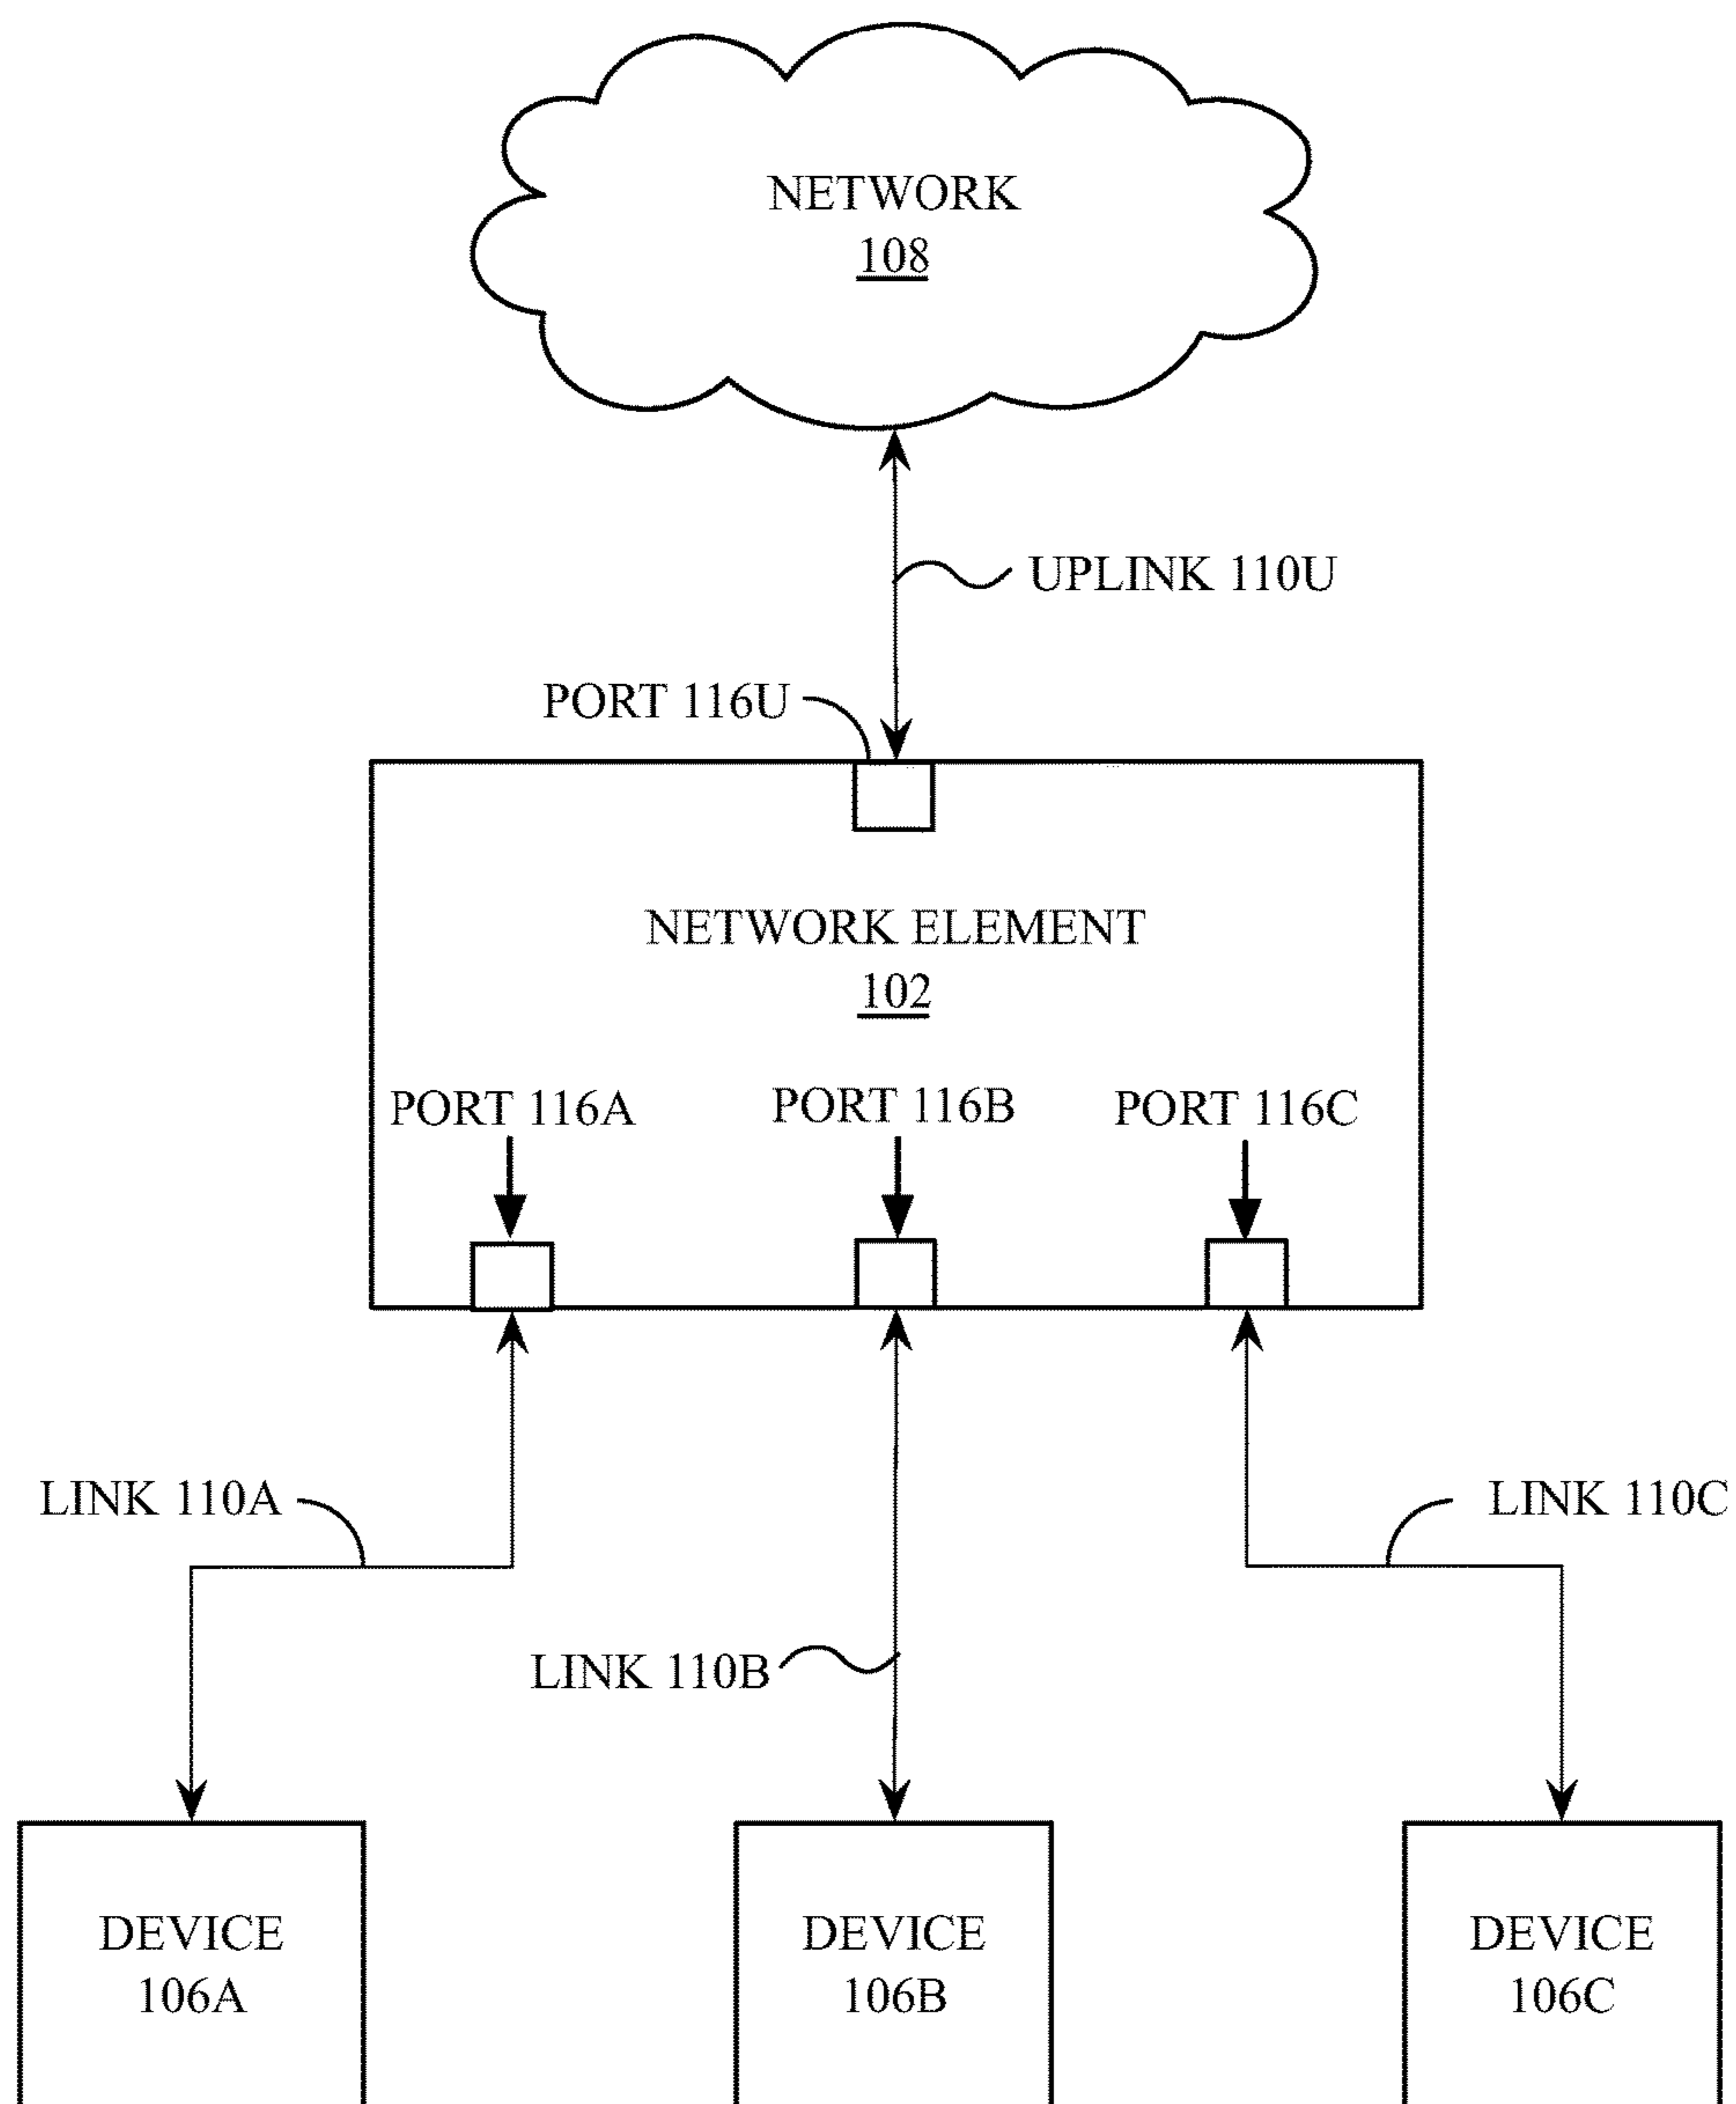 NETWORK
108
UPLINK 110U
PORT 116U
NETWORK ELEMENT
102
PORT 116A
PORT 116B
PORT 116C
LINK 110A
LINK 110C
LINK 110B
DEVICE
106A
DEVICE
106B
DEVICE
106C